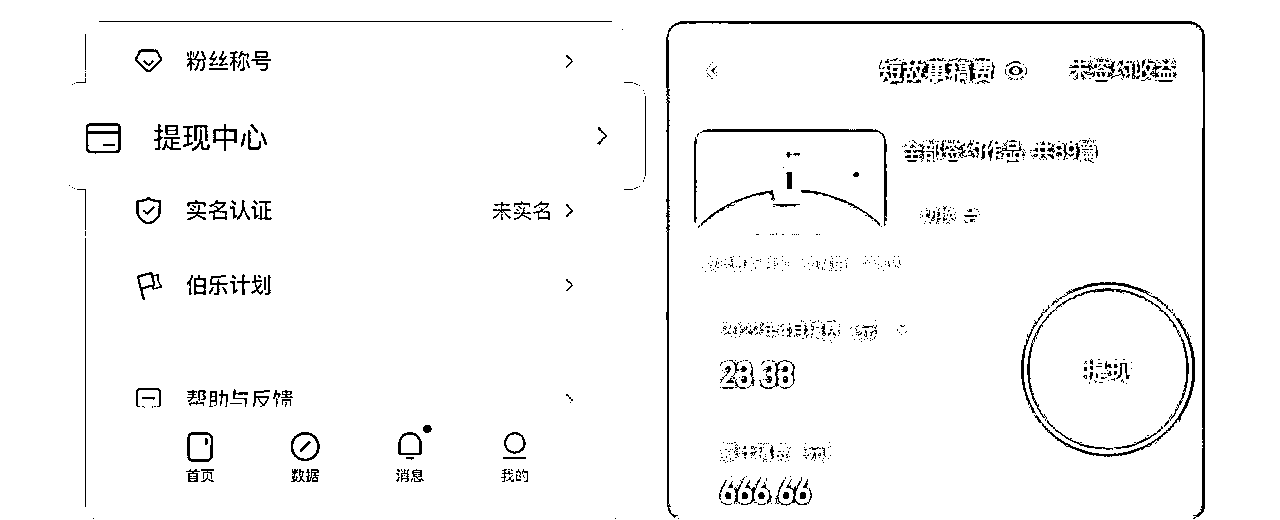 粉丝称号
提现中心
实名认证 未实名
伯乐计划
帮助与反馈
首页 数据 消息 我的
短故事稿费 未签约收益
全部签约作品 共89篇
切换
23.38
提现
666.66